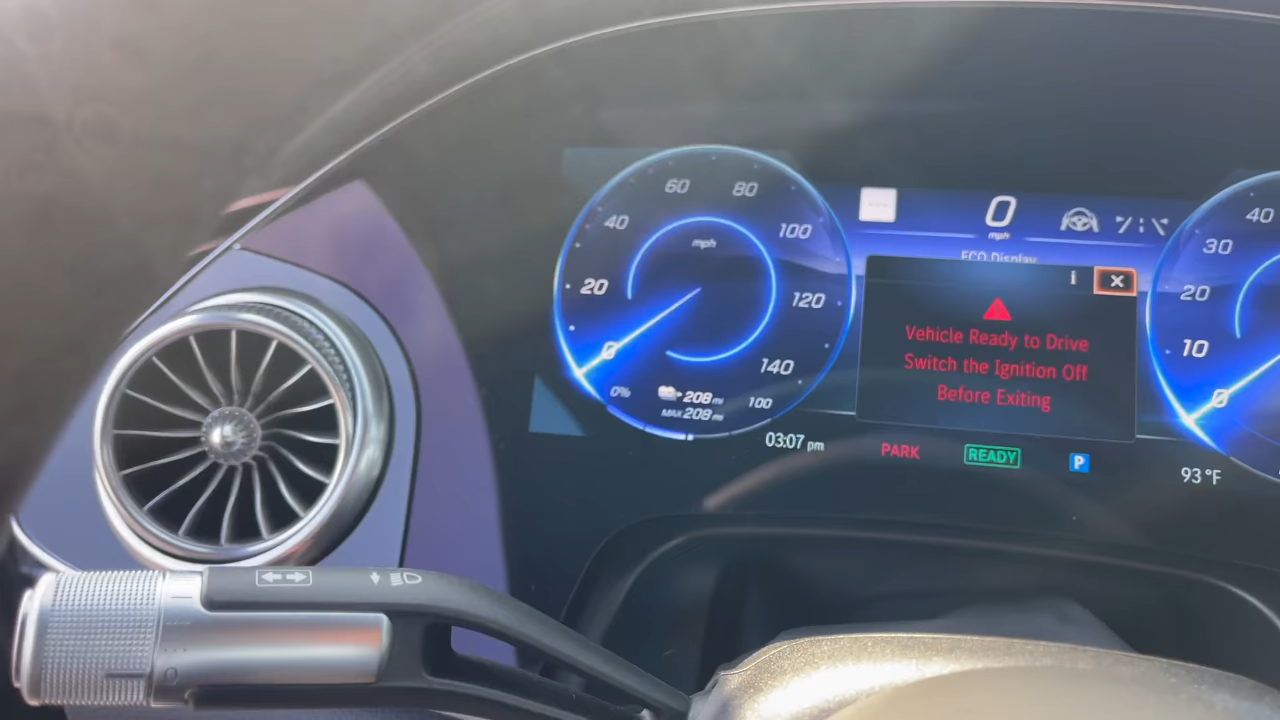 60
80
40
100
mph
20
120
0
140
0%
208 mi
100
MAX 208 mi
03:07 pm
0
mph
ECO Display
i
Vehicle Ready to Drive
Switch the Ignition Off
Before Exiting
PARK
READY
P
40
30
20
10
0
93 °F